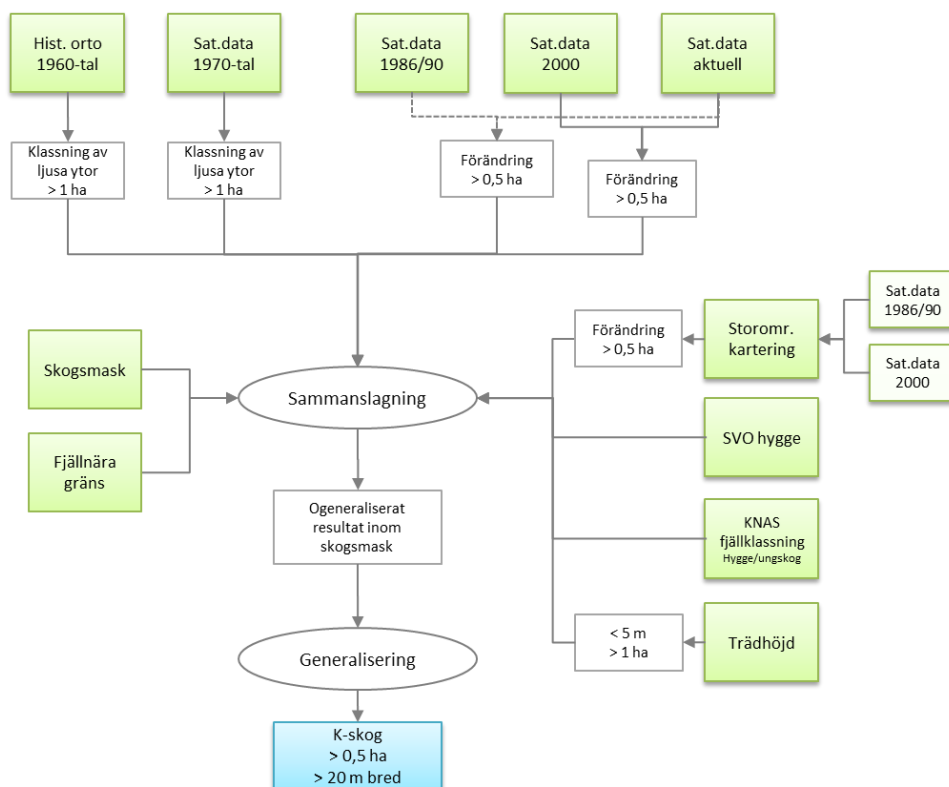 Hist. orto
1960-tal
Sat.data
1970-tal
Sat.data
1986/90
Sat.data
2000
Sat.data
aktuell
Klassning av
ljusa ytor
> 1 ha
Klassning av
ljusa ytor
> 1 ha
Förändring
> 0,5 ha
Förändring
> 0,5 ha
Skogsmask
Fjällnära
gräns
Sammanslagning
Förändring
> 0,5 ha
Storomr.
kartering
Sat.data
1986/90
Sat.data
2000
SVO hygge
KNAS
fjällklassning
Hygge/ungskog
< 5 m
> 1 ha
Trädhöjd
Ogeneraliserat
resultat inom
skogsmask
Generalisering
K-skog
> 0,5 ha
> 20 m bred